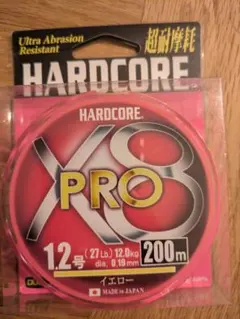 Ultra Abrasion
Resistant
超耐摩耗
HARDCORE
HARDCORE
X8
PRO
1.2号 (27Lb.) 12.0kg
dia. 0.19mm
200m
イエロー
MADE IN JAPAN